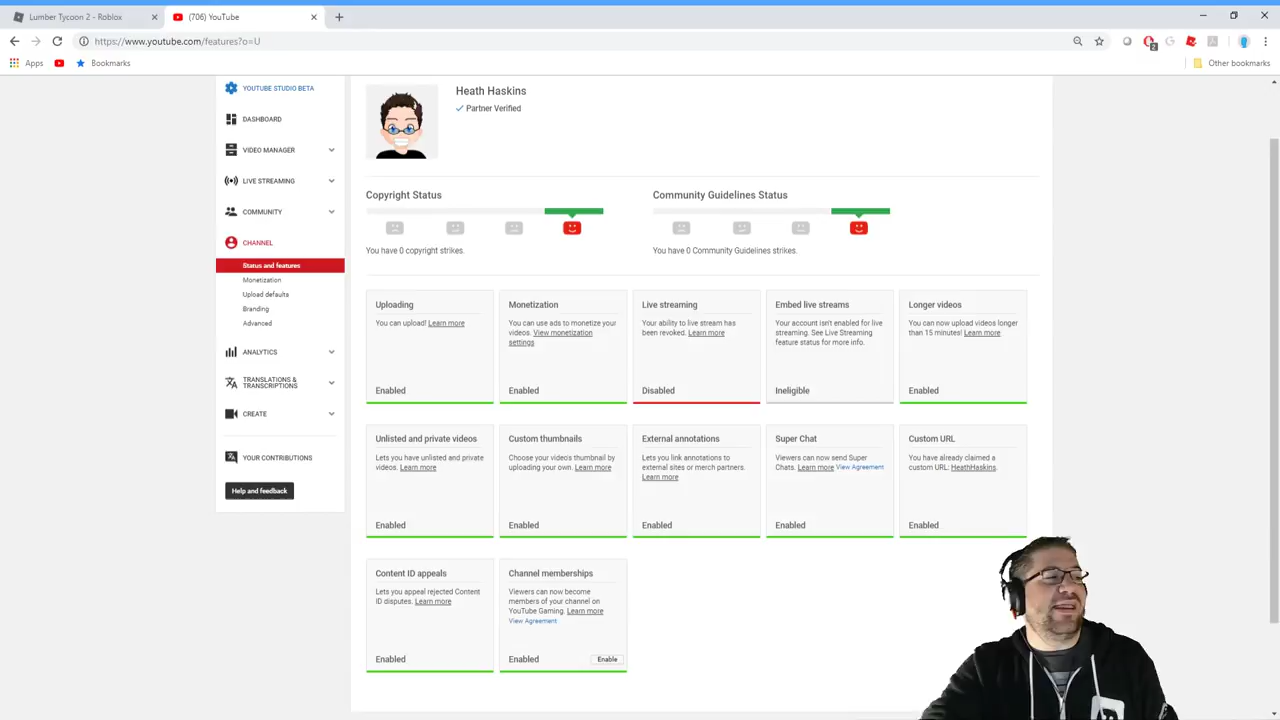 Lumber Tycoon 2 - Roblox
(706) YouTube
https://www.youtube.com/features?o=U
2
Apps
Bookmarks
Other bookmarks
YOUTUBE STUDIO BETA
DASHBOARD
VIDEO MANAGER
LIVE STREAMING
COMMUNITY
CHANNEL
Status and features
Monetization
Upload defaults
Branding
Advanced
ANALYTICS
TRANSLATIONS &
TRANSCRIPTIONS
CREATE
YOUR CONTRIBUTIONS
Help and feedback
Heath Haskins
Partner Verified
Copyright Status
You have 0 copyright strikes.
Community Guidelines Status
You have 0 Community Guidelines strikes.
Uploading
You can upload! Learn more
Enabled
Monetization
You can use ads to monetize your
videos. View monetization
settings
Enabled
Live streaming
Your ability to live stream has
been revoked. Learn more
Disabled
Embed live streams
Your account isn't enabled for live
streaming. See Live Streaming
feature status for more info.
Ineligible
Longer videos
You can now upload videos longer
than 15 minutes! Learn more
Enabled
Unlisted and private videos
Lets you have unlisted and private
videos. Learn more
Enabled
Custom thumbnails
Choose your video's thumbnail by
uploading your own. Learn more
Enabled
External annotations
Lets you link annotations to
external sites or merch partners.
Learn more
Enabled
Super Chat
Viewers can now send Super
Chats. Learn more View Agreement
Enabled
Custom URL
You have already claimed a
custom URL: HeathHaskins.
Enabled
Content ID appeals
Lets you appeal rejected Content
ID disputes. Learn more
Enabled
Channel memberships
Viewers can now become
members of your channel on
YouTube Gaming. Learn more
View Agreement
Enabled
Enable